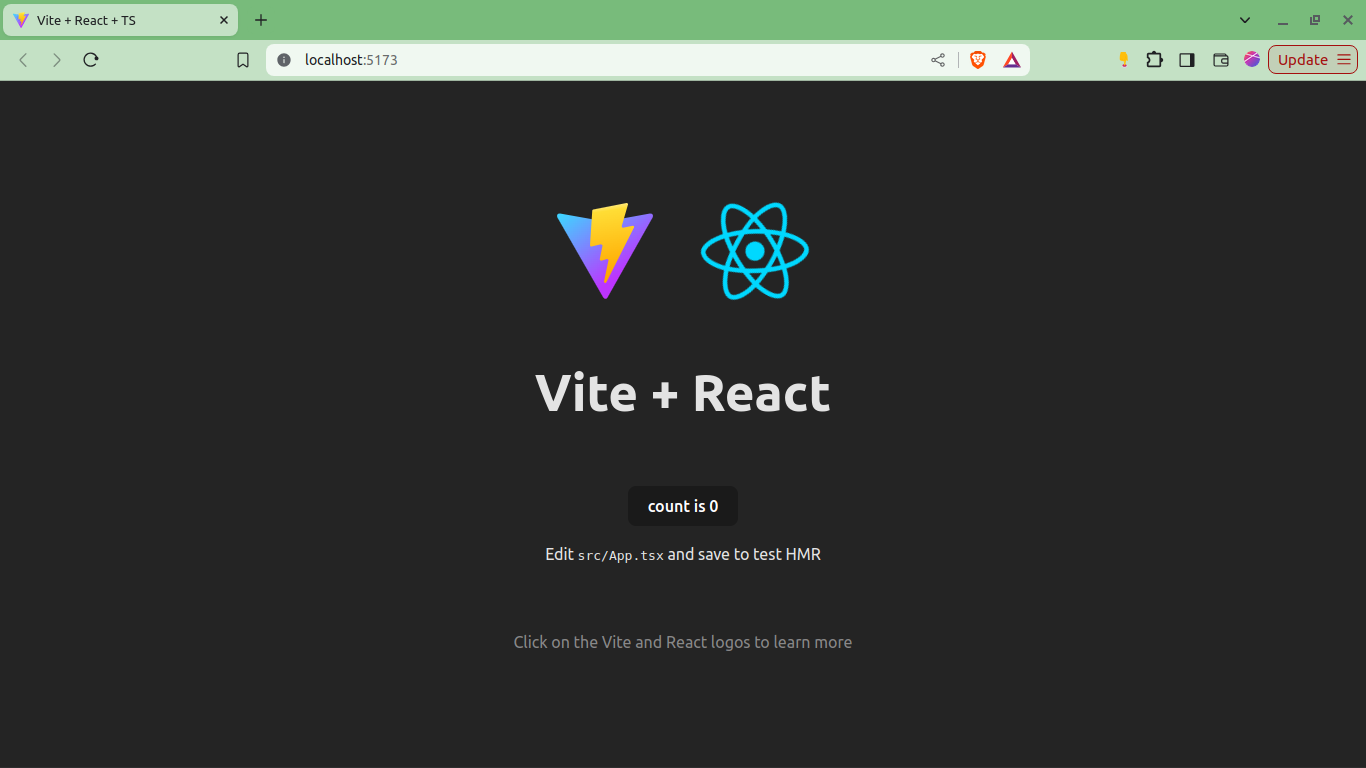 Vite + React + TS
localhost:5173
Update
Vite + React
count is 0
Edit src/App.tsx and save to test HMR
Click on the Vite and React logos to learn more